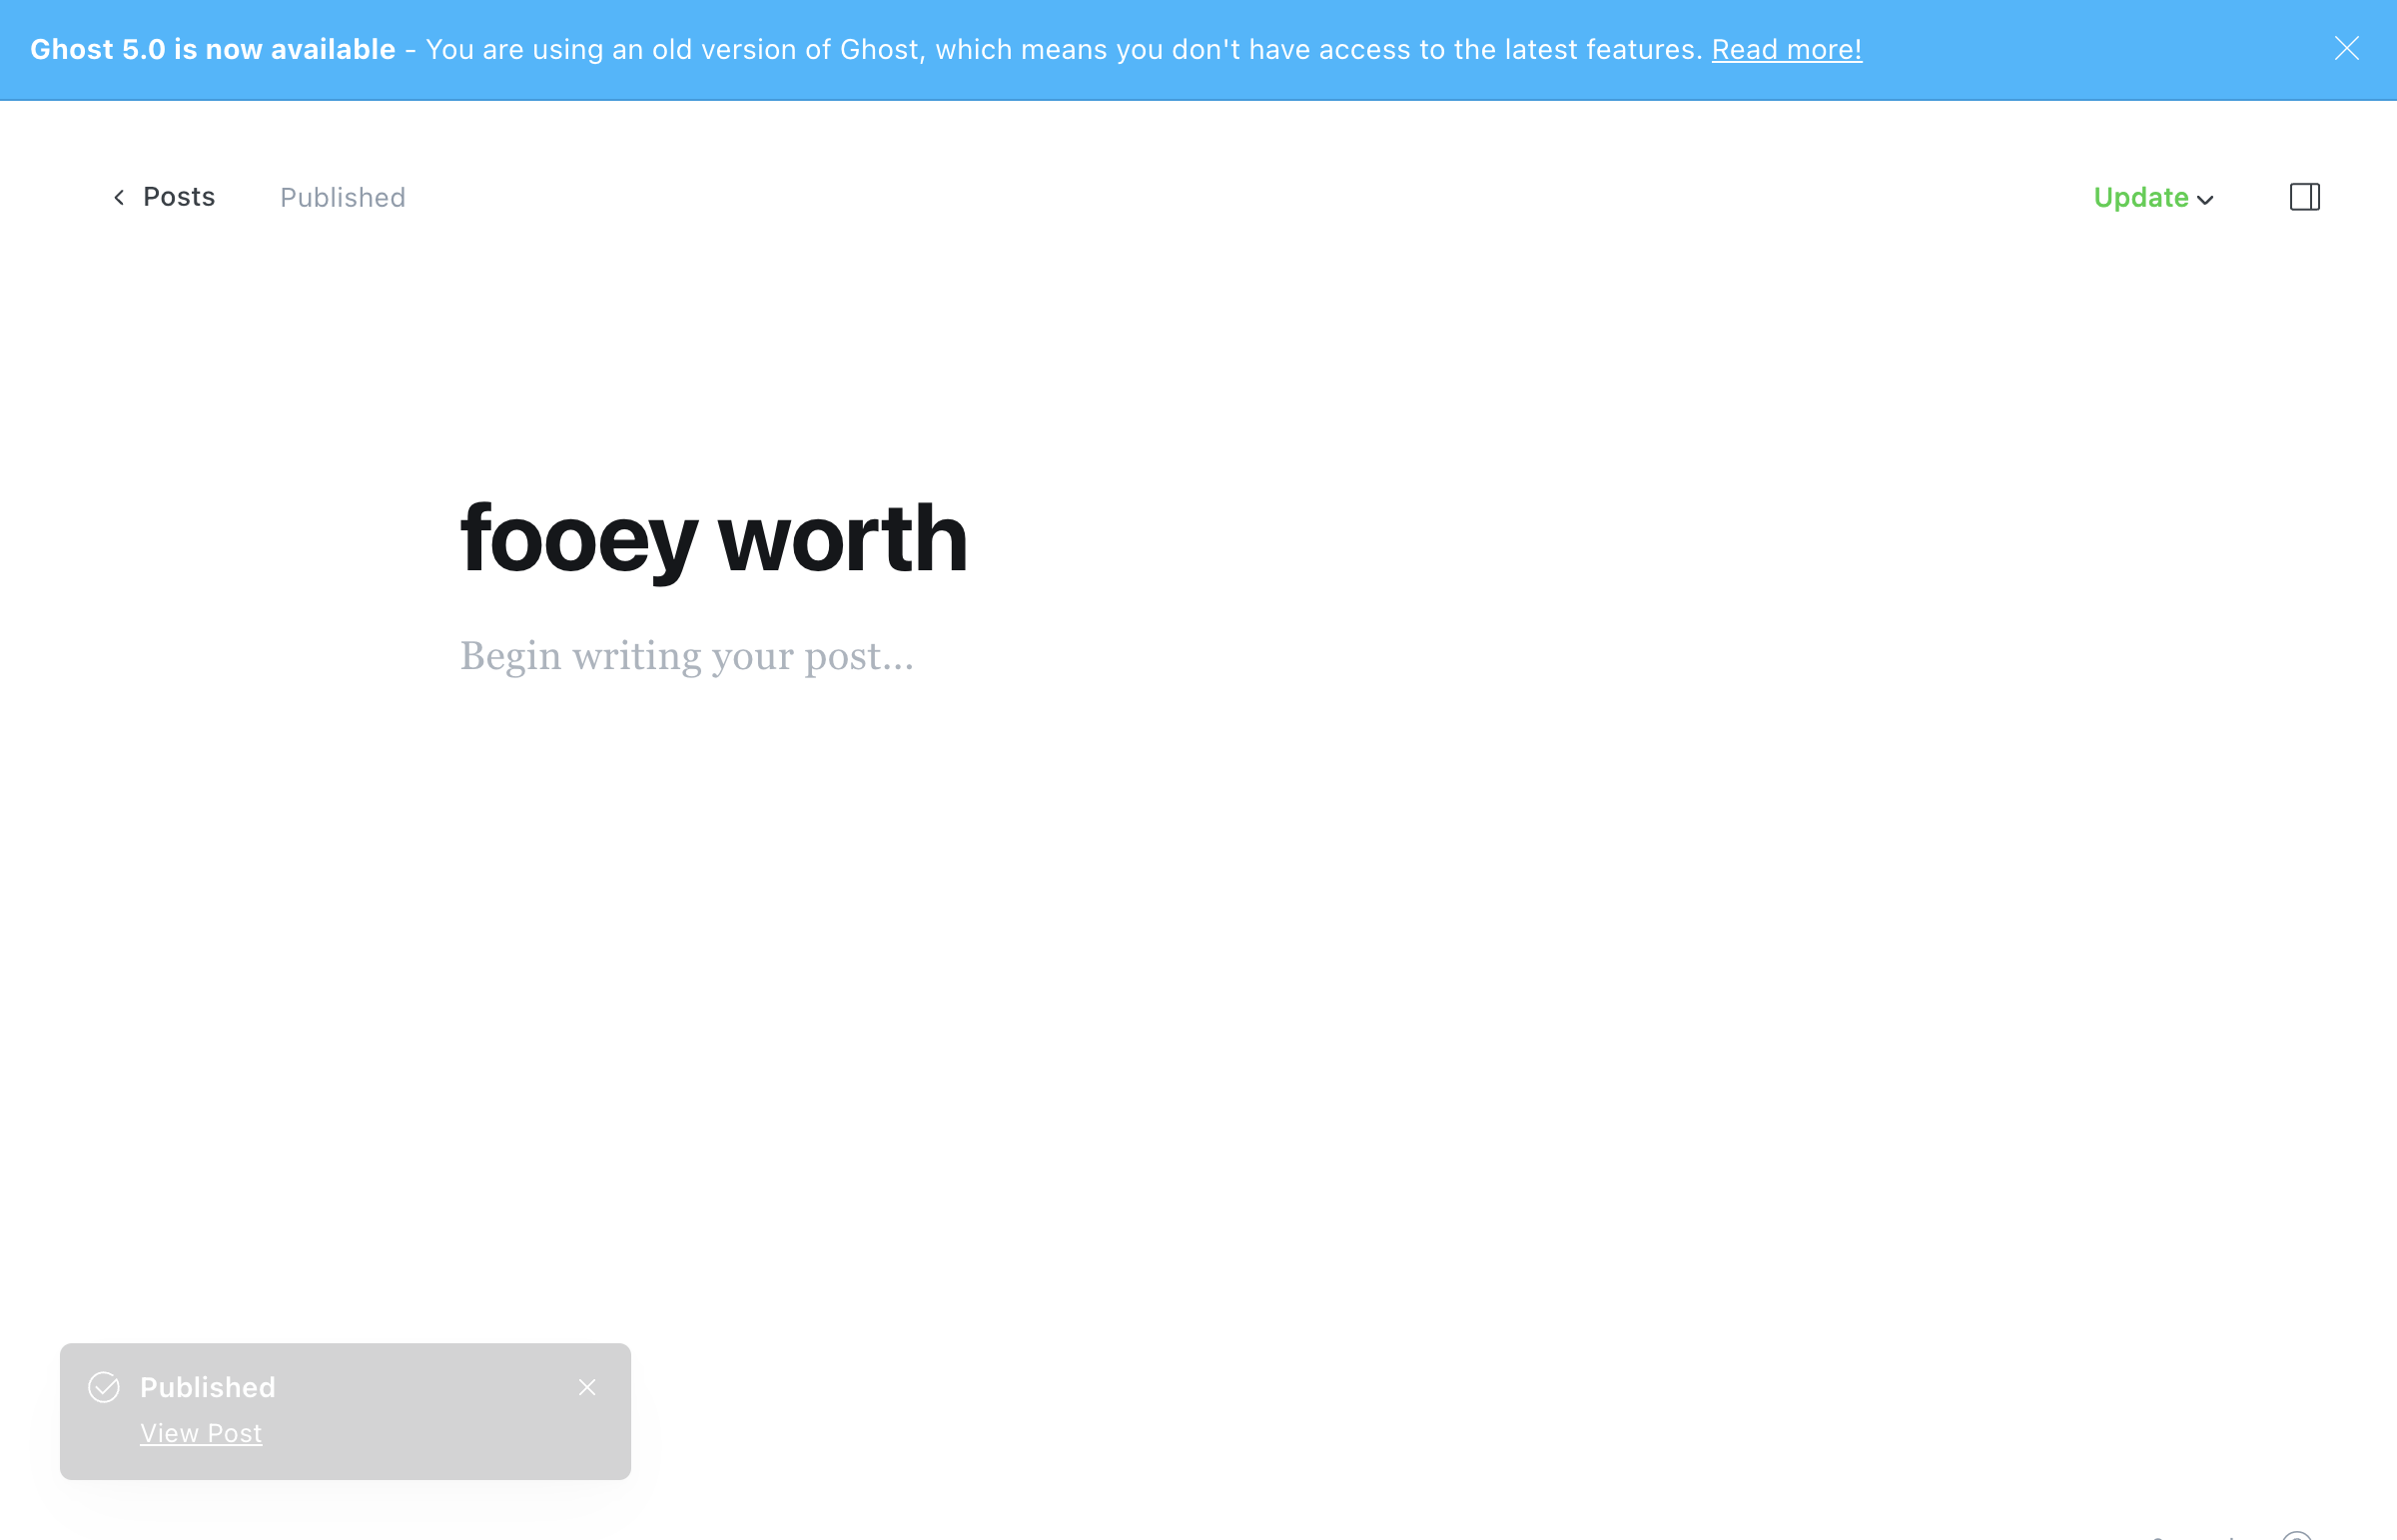 Ghost 5.0 is now available - You are using an old version of Ghost, which means you don't have access to the latest features. Read more!
Posts Published Update
fooey worth
Begin writing your post...
Published
View Post